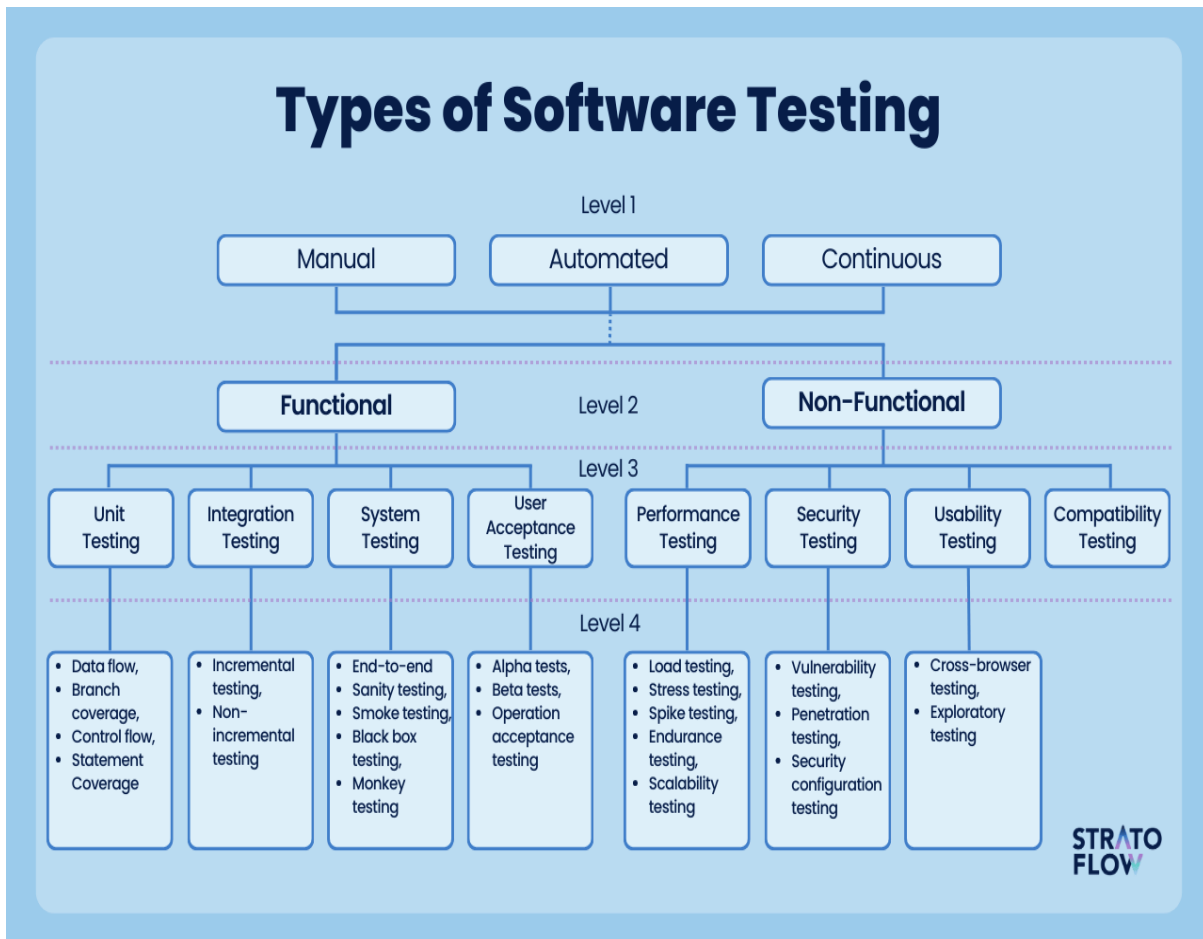 Types of Software Testing
Level 1
Manual
Automated
Continuous
Functional
Level 2
Non-Functional
Level 3
Unit
Testing
Integration
Testing
System
Testing
User
Acceptance
Testing
Performance
Testing
Security
Testing
Usability
Testing
Compatibility
Testing
Level 4
• Data flow,
• Branch
coverage,
• Control flow,
• Statement
Coverage
• Incremental
testing,
• Non-
incremental
testing
• End-to-end
• Sanity testing,
• Smoke testing,
• Black box
testing,
• Monkey
testing
• Alpha tests,
• Beta tests,
• Operation
acceptance
testing
• Load testing,
• Stress testing,
• Spike testing,
• Endurance
testing,
• Scalability
testing
• Vulnerability
testing,
• Penetration
testing,
• Security
configuration
testing
• Cross-browser
testing,
• Exploratory
testing
STRATO
FLOW